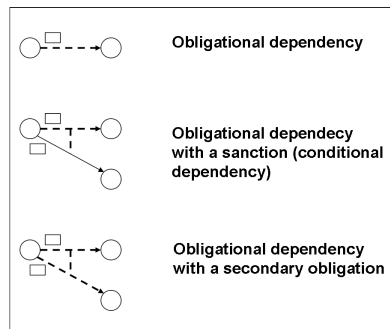 Obligational dependency
Obligational dependecy
with a sanction (conditional
dependency)
Obligational dependency
with a secondary obligation